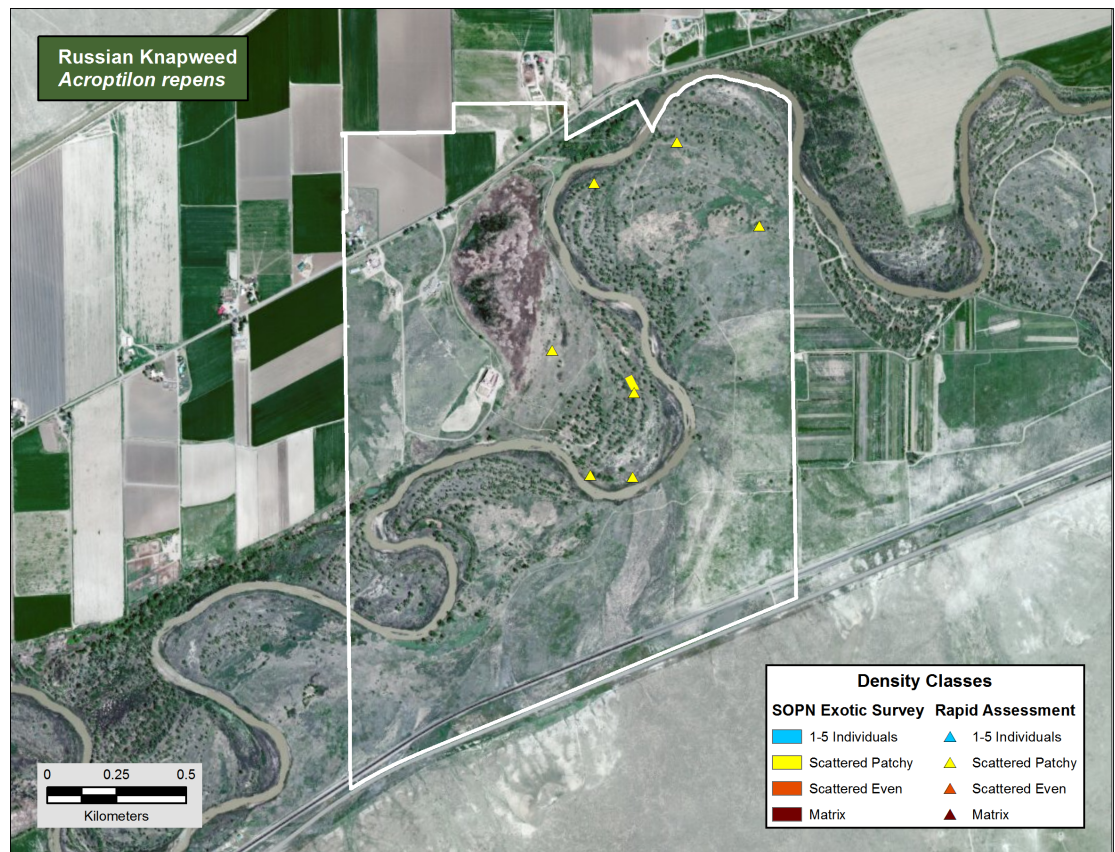 Russian Knapweed
Acroptilon repens
Density Classes
SOPN Exotic Survey Rapid Assessment
1-5 Individuals 1-5 Individuals
Scattered Patchy Scattered Patchy
Scattered Even Scattered Even
Matrix Matrix
0 0.25 0.5
Kilometers